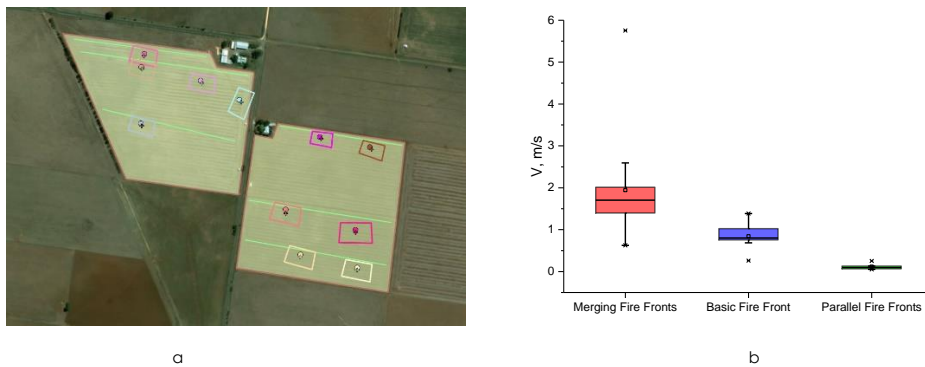 6
5
4
3
2
1
0
V, m/s
Merging Fire Fronts
Basic Fire Front
Parallel Fire Fronts
a
b